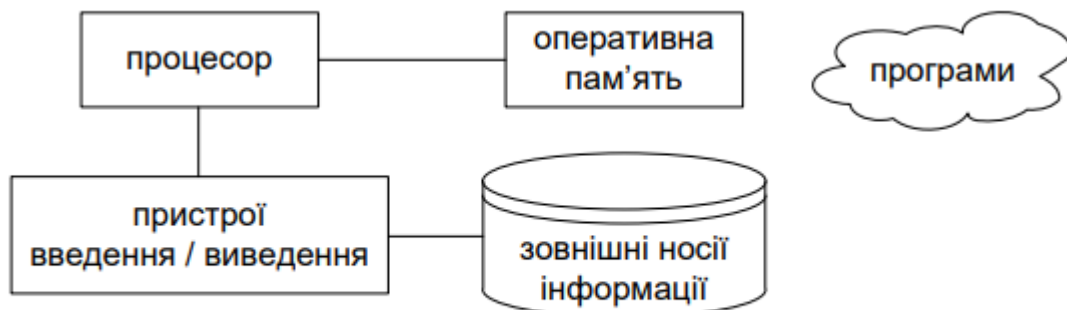 процесор
оперативна
пам’ять
програми
пристрої
введення / виведення
зовнішні носії
інформації